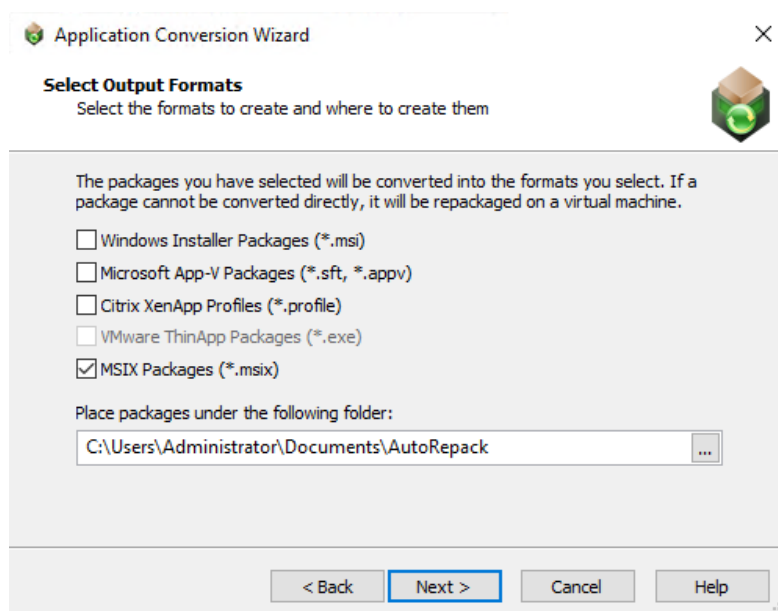 Application Conversion Wizard
Select Output Formats
Select the formats to create and where to create them
The packages you have selected will be converted into the formats you select. If a
package cannot be converted directly, it will be repackaged on a virtual machine.
Windows Installer Packages (*.msi)
Microsoft App-V Packages (*.sft, *.appv)
Citrix XenApp Profiles (*.profile)
VMware ThinApp Packages (*.exe)
MSIX Packages (*.msix)
Place packages under the following folder:
C:\Users\Administrator\Documents\AutoRepack
...
< Back
Next >
Cancel
Help